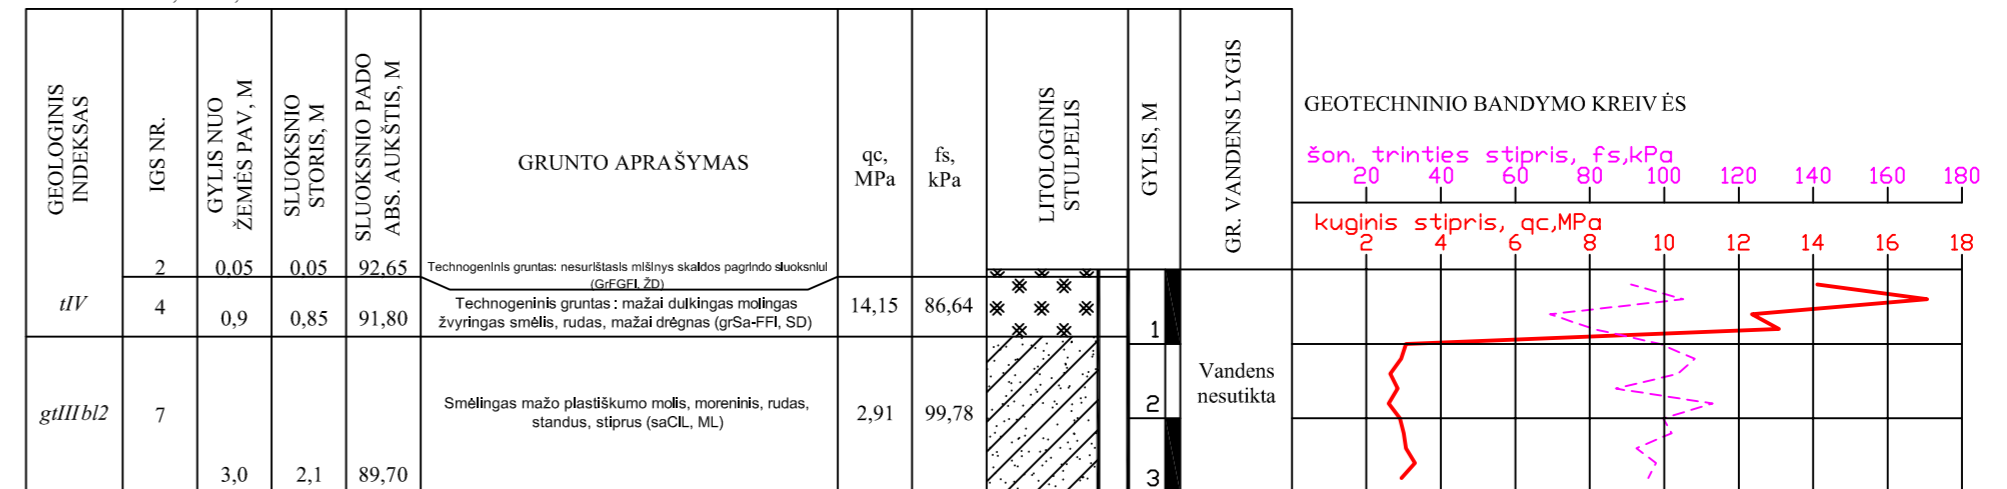 GEOLOGINIS
INDEKSAS
IGS NR.
GYLIS NUO
ŽEMĖS PAV, M
SLUOKSNIO
STORIS, M
SLUOKSNIO PADO
ABS. AUKŠTIS, M
GRUNTO APRAŠYMAS
qc,
MPa
fs,
kPa
LITOLOGINIS
STULPELIS
GYLIS, M
GR. VANDENS LYGIS
GEOTECHNINIO BANDYMO KREIVĖS
šon. trinties stipris, fs,kPa
20 40 60 80 100 120 140 160 180
kuginis stipris, qc,MPa
2 4 6 8 10 12 14 16 18
tIV
2 0,05 0,05 92,65
Technogeninis gruntas: nesurištasis mišinys skaldos pagrindo sluoksniui
(GrFGFI, ŽD)
4 0,9 0,85 91,80
Technogeninis gruntas: mažai dulkingas molingas
žvyringas smėlis, rudas, mažai drėgnas (grSa-FFI, SD)
14,15 86,64
1
gtIIIbl2 7
Smėlingas mažo plastiškumo molis, moreninis, rudas,
standus, stiprus (saCIL, ML)
2,91 99,78
2
Vandens
nesutikta
3,0 2,1 89,70
3